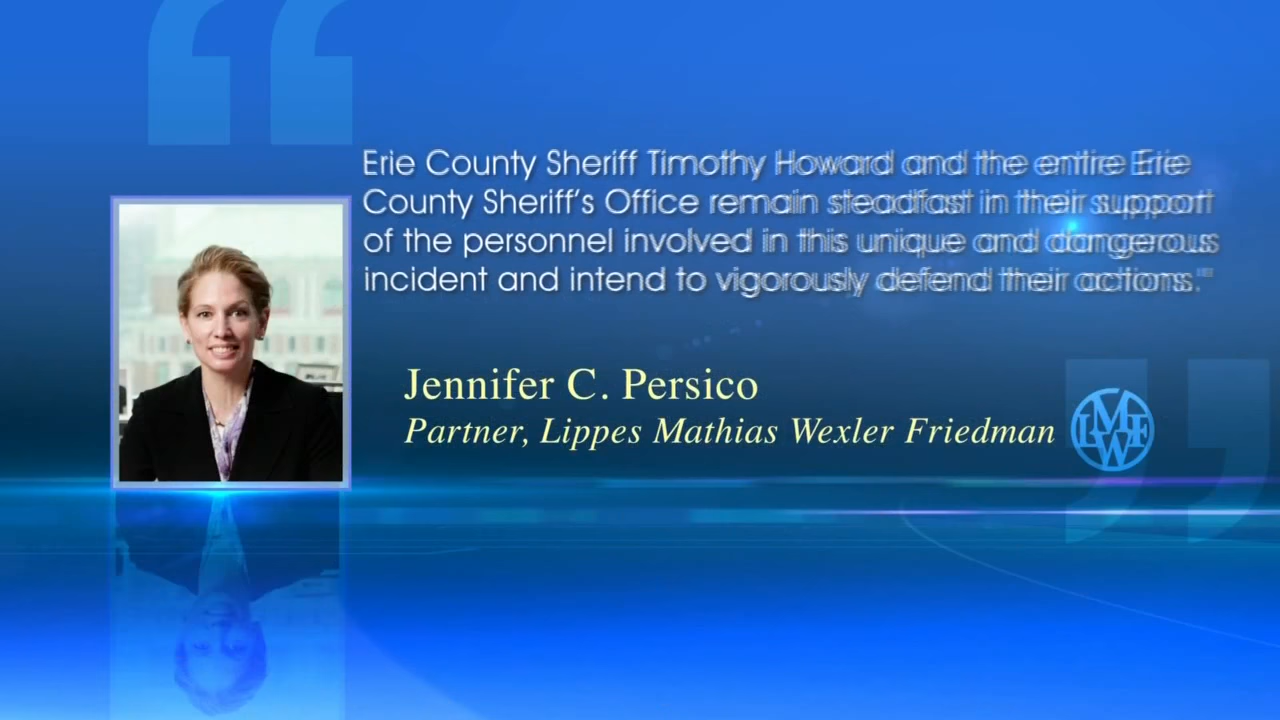 Erie County Sheriff Timothy Howard and the entire Erie
County Sheriff's Office remain steadfast in their support
of the personnel involved in this unique and dangerous
incident and intend to vigorously defend their actions."
Jennifer C. Persico
Partner, Lippes Mathias Wexler Friedman
LMWF